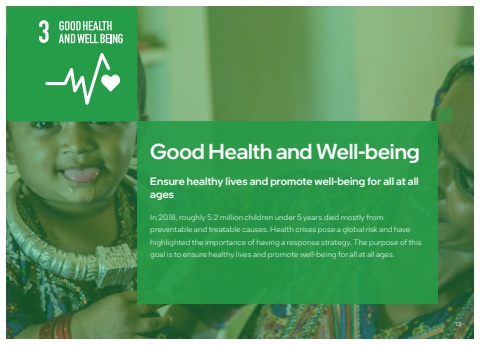 3 GOOD HEALTH
AND WELL BEING
Good Health and Well-being
Ensure healthy lives and promote well-being for all at all
ages
In 2018, roughly 5.2 million children under 5 years died mostly from
preventable and treatable causes. Health crises pose a global risk and have
highlighted the importance of having a response strategy. The purpose of this
goal is to ensure healthy lives and promote well-being for all at all ages.
13